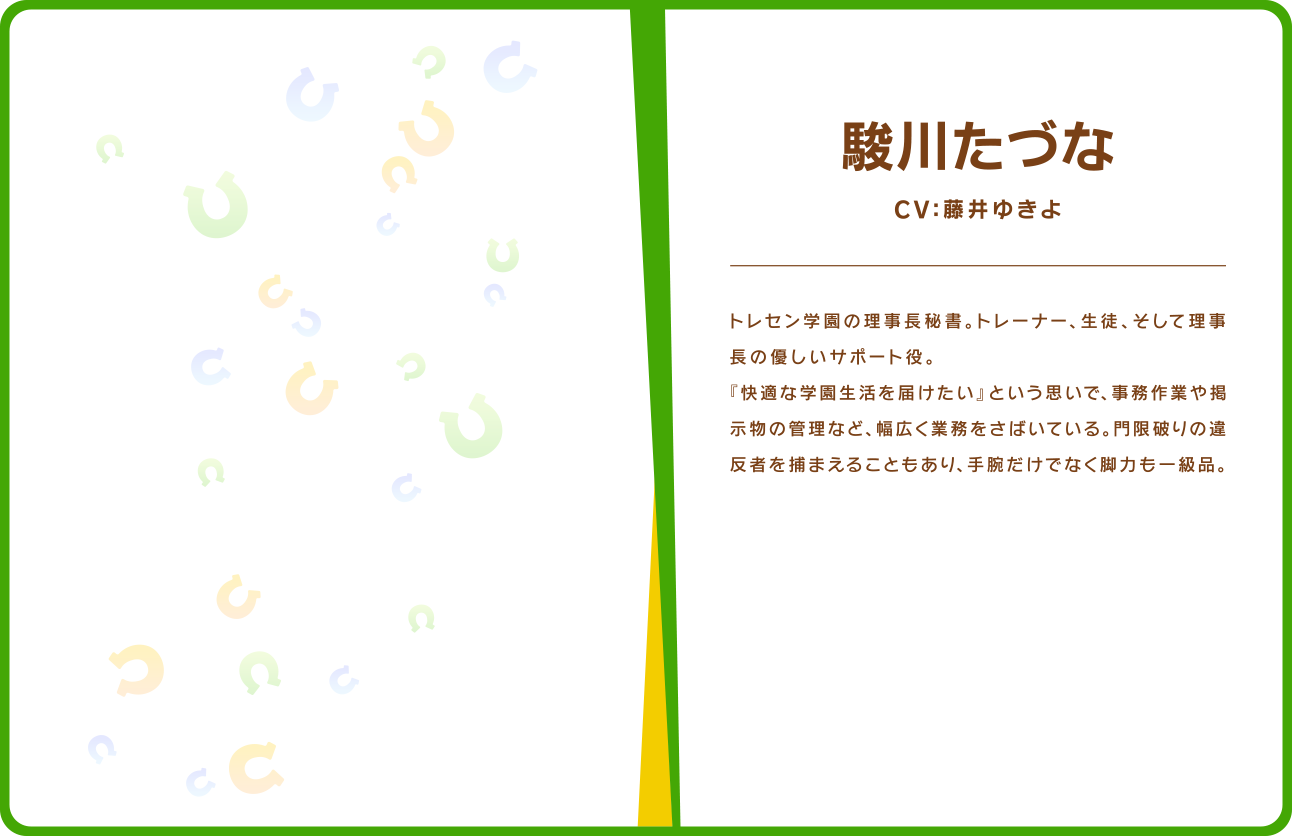 駿川たづな
CV:藤井ゆきよ
トレセン学園の理事長秘書。トレーナー、生徒、そして理事
長の優しいサポート役。
『快適な学園生活を届けたい』という思いで、事務作業や掲
示物の管理など、幅広く業務をさばいている。門限破りの違
反者を捕まえることもあり、手腕だけでなく脚力も一級品。